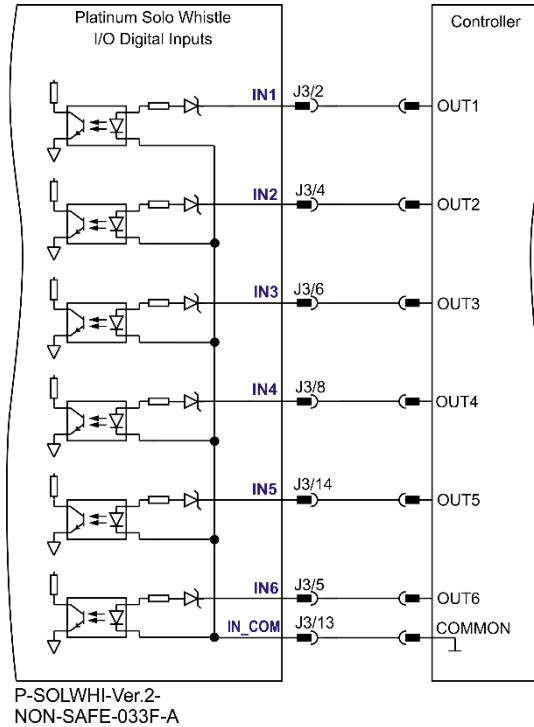 Platinum Solo Whistle
I/O Digital Inputs
Controller
IN1 J3/2 OUT1
IN2 J3/4 OUT2
IN3 J3/6 OUT3
IN4 J3/8 OUT4
IN5 J3/14 OUT5
IN6 J3/5 OUT6
IN_COM J3/13 COMMON
P-SOLWHI-Ver.2-
NON-SAFE-033F-A